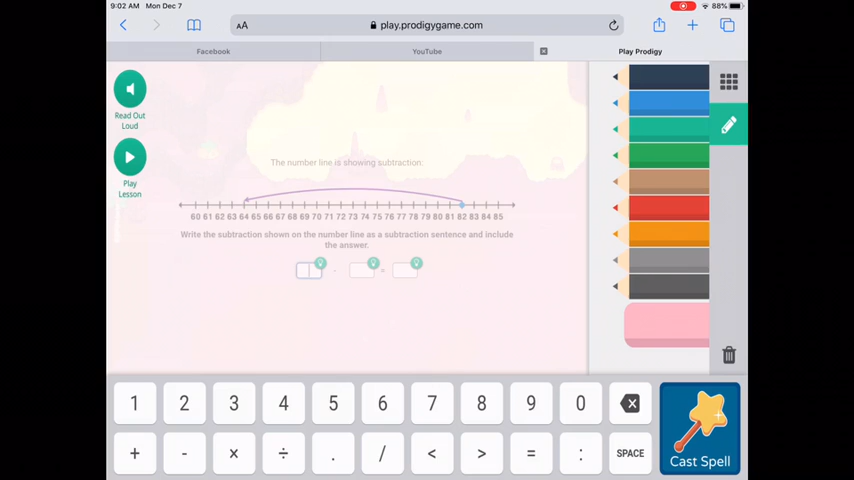 9:02 AM Mon Dec 7
88%
AA
play.prodigygame.com
Facebook
YouTube
Play Prodigy
Read Out
Loud
Play
Lesson
The number line is showing subtraction:
60 61 62 63 64 65 66 67 68 69 70 71 72 73 74 75 76 77 78 79 80 81 82 83 84 85
Write the subtraction shown on the number line as a subtraction sentence and include
the answer.
- =
1 2 3 4 5 6 7 8 9 0
+ - × ÷ . / < > = : SPACE
Cast Spell